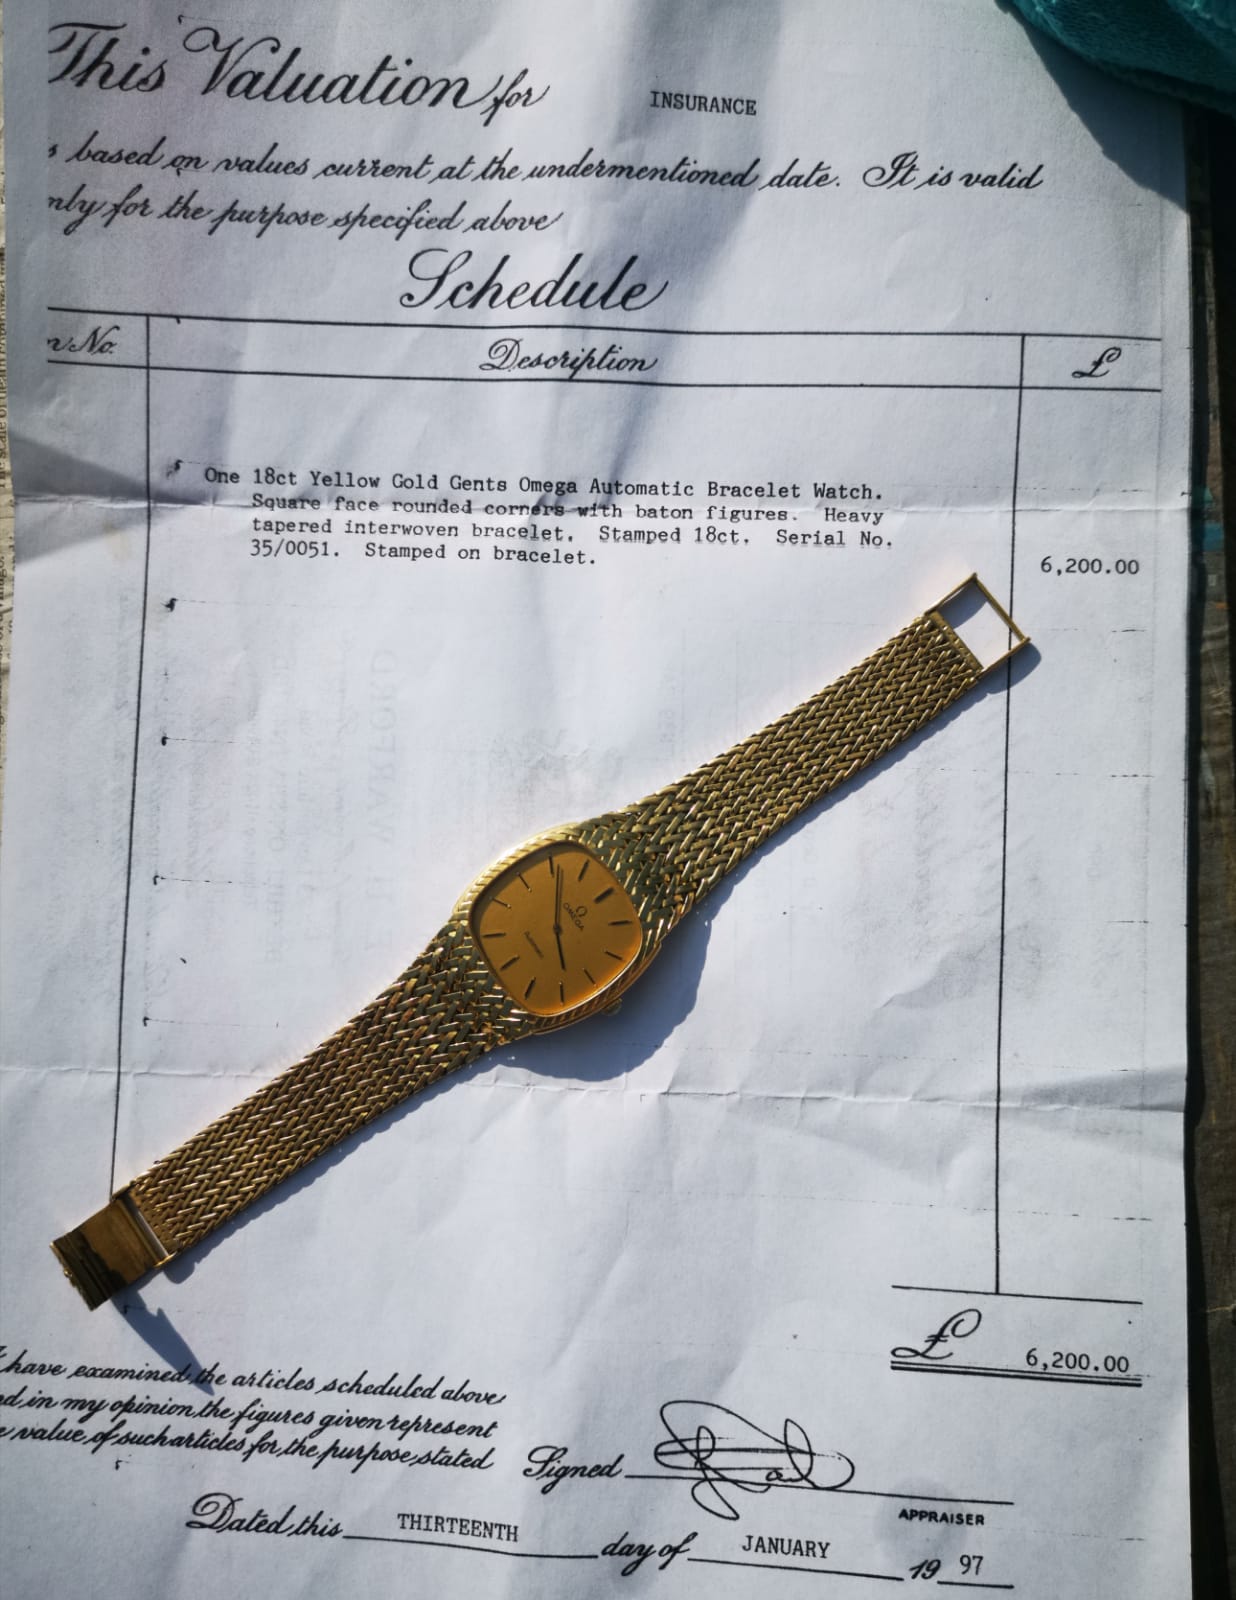 This Valuation for INSURANCE
based on values current at the undermentioned date. It is valid
nly for the purpose specified above
Schedule
No. Description £
One 18ct Yellow Gold Gents Omega Automatic Bracelet Watch.
Square face rounded corners with baton figures. Heavy
tapered interwoven bracelet. Stamped 18ct. Serial No.
35/0051. Stamped on bracelet. 6,200.00
Ω
OMEGA
Automatic
£ 6,200.00
have examined the articles scheduled above
d in my opinion the figures given represent
e value of such articles for the purpose stated
Signed
APPRAISER
Dated this THIRTEENTH day of JANUARY 19 97